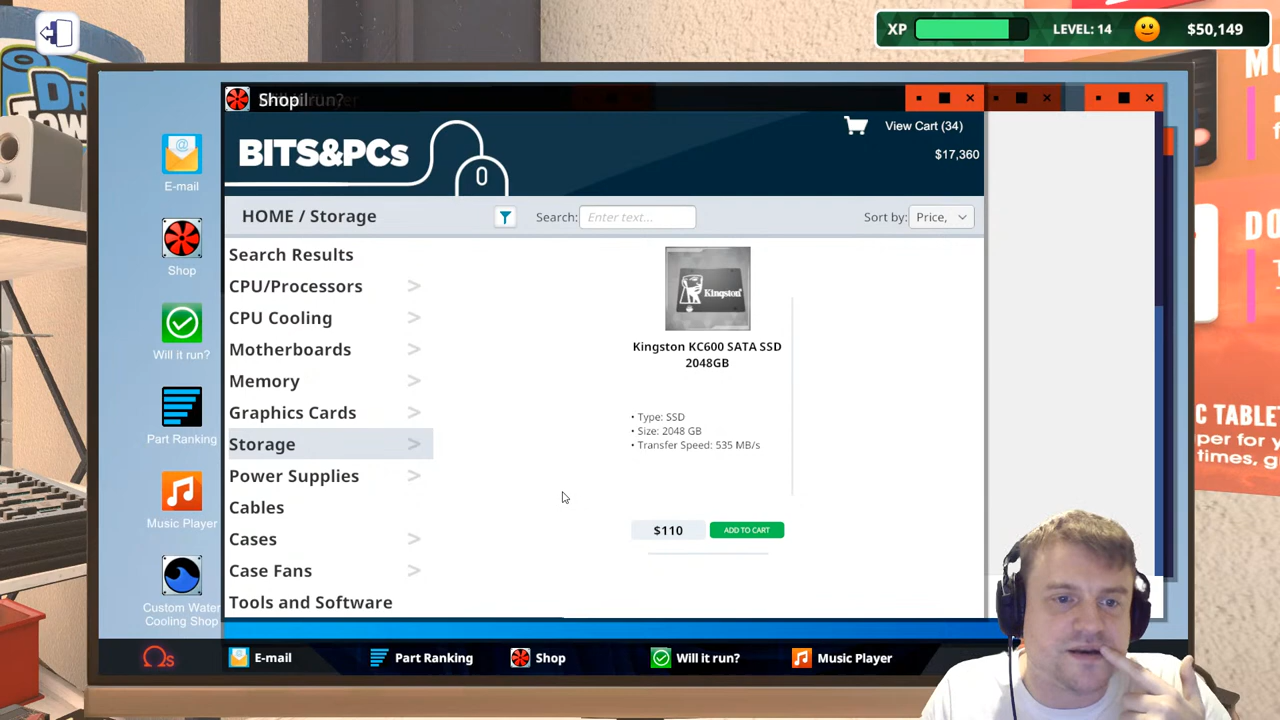 XP
LEVEL: 14
$50,149
Shop
BITS&PCs
View Cart (34)
$17,360
HOME / Storage
Search:
Enter text...
Sort by:
Price,
Search Results
CPU/Processors
CPU Cooling
Motherboards
Memory
Graphics Cards
Storage
Power Supplies
Cables
Cases
Case Fans
Tools and Software
Kingston
Kingston KC600 SATA SSD
2048GB
• Type: SSD
• Size: 2048 GB
• Transfer Speed: 535 MB/s
$110
ADD TO CART
E-mail
Shop
Will it run?
Part Ranking
Music Player
Custom Water
Cooling Shop
E-mail
Part Ranking
Shop
Will it run?
Music Player
C TABLET
per for y
times, g